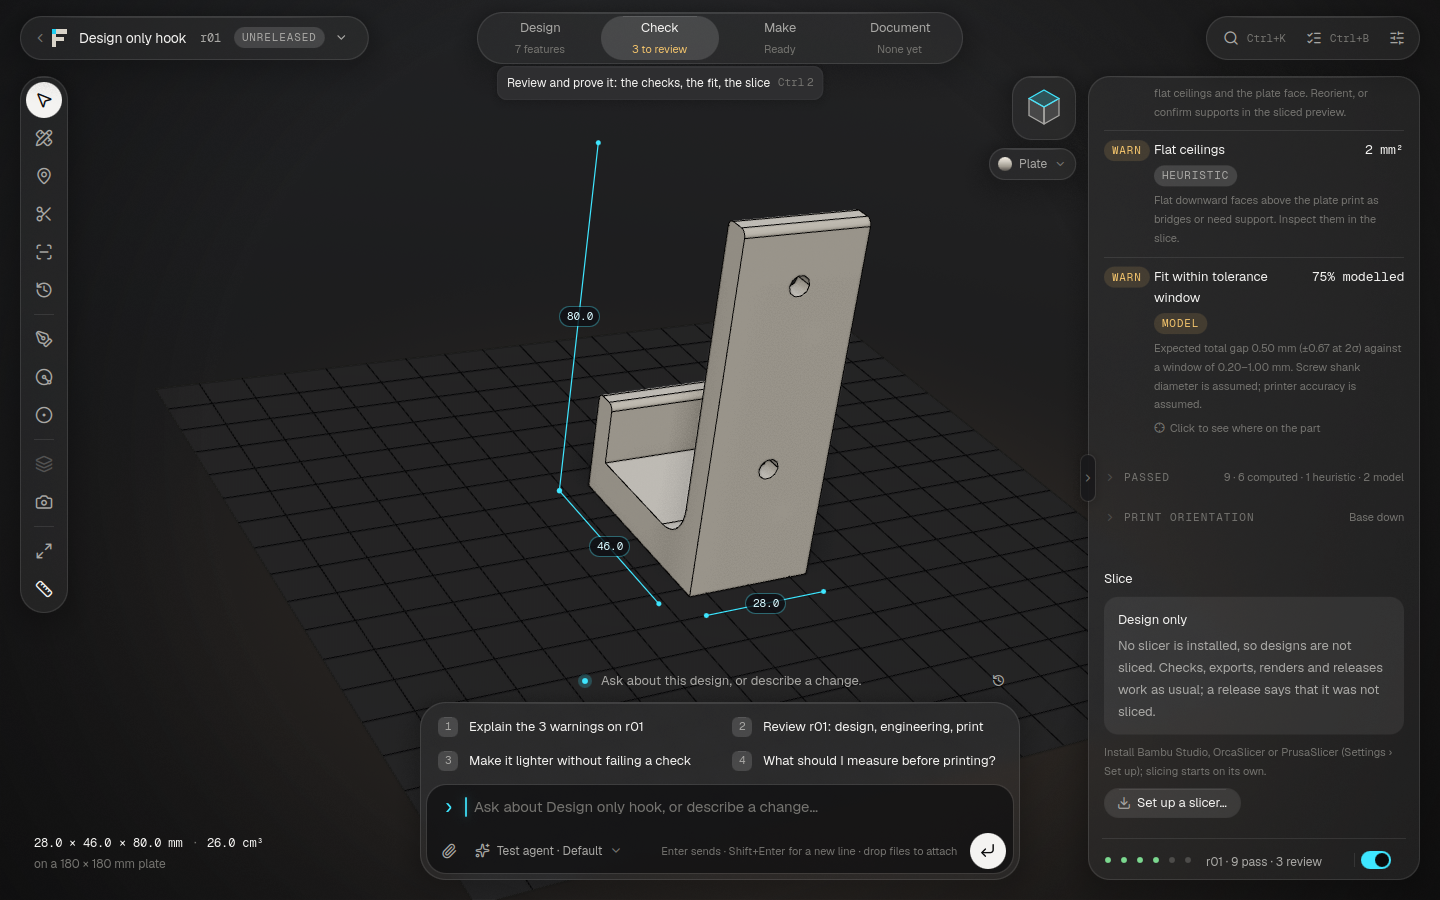 Design only hook r01 UNRELEASED
Design
7 features
Check
3 to review
Make
Ready
Document
None yet
Ctrl+K
Ctrl+B
Review and prove it: the checks, the fit, the slice Ctrl 2
Plate
80.0
46.0
28.0
flat ceilings and the plate face. Reorient, or
confirm supports in the sliced preview.
WARN Flat ceilings 2 mm²
HEURISTIC
Flat downward faces above the plate print as
bridges or need support. Inspect them in the
slice.
WARN Fit within tolerance 75% modelled
window
MODEL
Expected total gap 0.50 mm (±0.67 at 2σ) against
a window of 0.20–1.00 mm. Screw shank
diameter is assumed; printer accuracy is
assumed.
Click to see where on the part
PASSED 9 · 6 computed · 1 heuristic · 2 model
PRINT ORIENTATION Base down
Slice
Design only
No slicer is installed, so designs are not
sliced. Checks, exports, renders and releases
work as usual; a release says that it was not
sliced.
Install Bambu Studio, OrcaSlicer or PrusaSlicer (Settings ›
Set up); slicing starts on its own.
Set up a slicer…
r01 · 9 pass · 3 review
Ask about this design, or describe a change.
1 Explain the 3 warnings on r01
2 Review r01: design, engineering, print
3 Make it lighter without failing a check
4 What should I measure before printing?
Ask about Design only hook, or describe a change…
Test agent · Default
Enter sends · Shift+Enter for a new line · drop files to attach
28.0 × 46.0 × 80.0 mm · 26.0 cm³
on a 180 × 180 mm plate